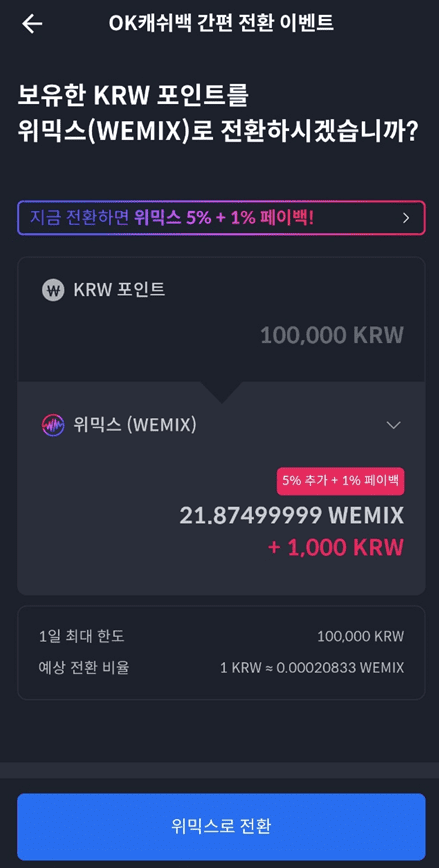 OK캐쉬백 간편 전환 이벤트
보유한 KRW 포인트를
위믹스(WEMIX)로 전환하시겠습니까?
지금 전환하면 위믹스 5% + 1% 페이백!
KRW 포인트
100,000 KRW
위믹스 (WEMIX)
5% 추가 + 1% 페이백
21.87499999 WEMIX
+ 1,000 KRW
1일 최대 한도 100,000 KRW
예상 전환 비율 1 KRW ≈ 0.00020833 WEMIX
위믹스로 전환